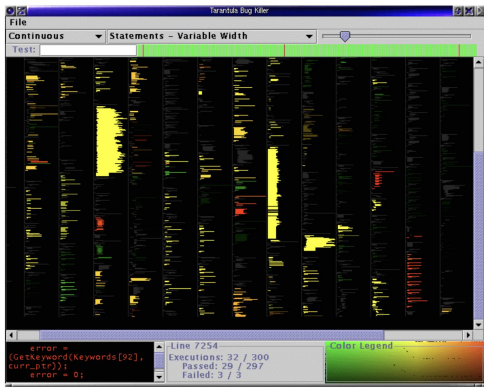 Tarantula Bug Killer
File
Continuous
Statements - Variable Width
Test:
error =
(GetKeyword(Keywords[92],
curr_ptr));
error = 0;
Line 7254
Executions: 32 / 300
Passed: 29 / 297
Failed: 3 / 3
Color Legend